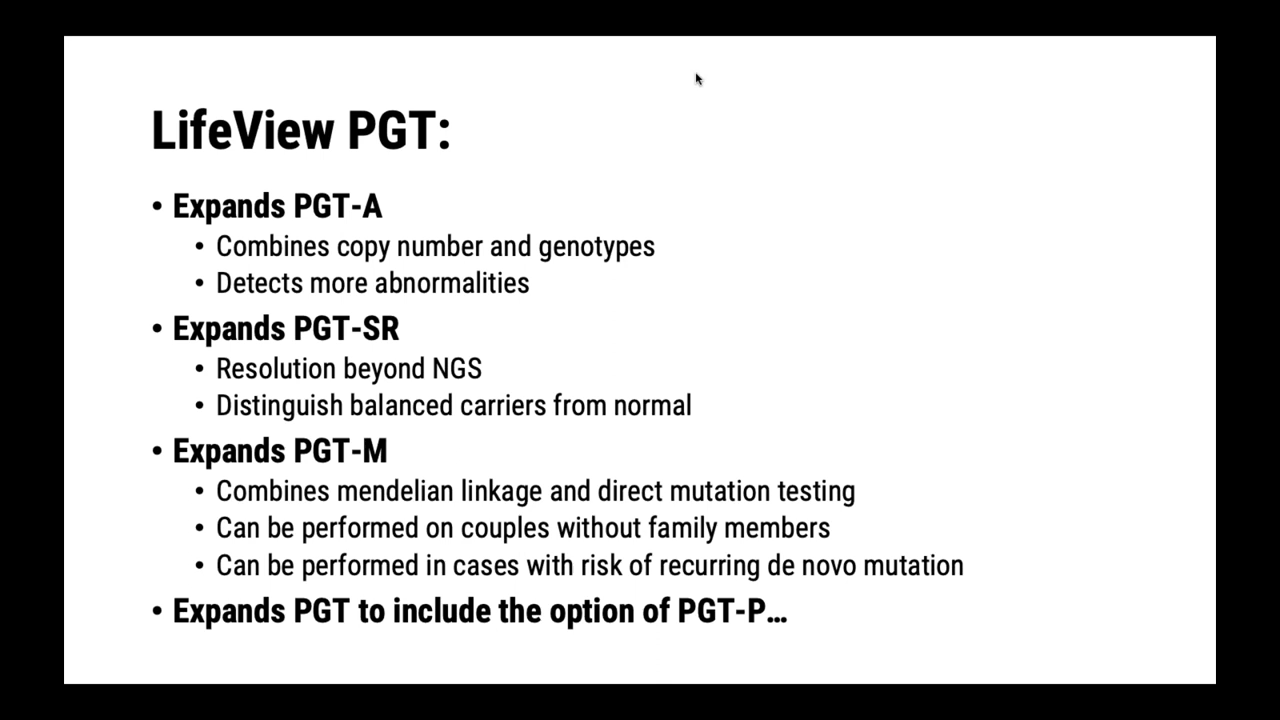 LifeView PGT:
• Expands PGT-A
• Combines copy number and genotypes
• Detects more abnormalities
• Expands PGT-SR
• Resolution beyond NGS
• Distinguish balanced carriers from normal
• Expands PGT-M
• Combines mendelian linkage and direct mutation testing
• Can be performed on couples without family members
• Can be performed in cases with risk of recurring de novo mutation
• Expands PGT to include the option of PGT-P…